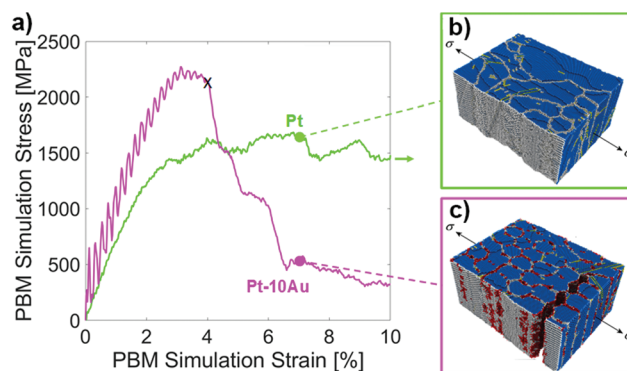 a)
PBM Simulation Stress [MPa]
2500
2000
1500
1000
500
0
0
2
4
6
8
10
PBM Simulation Strain [%]
X
Pt
Pt-10Au
b)
σ
σ
c)
σ
σ